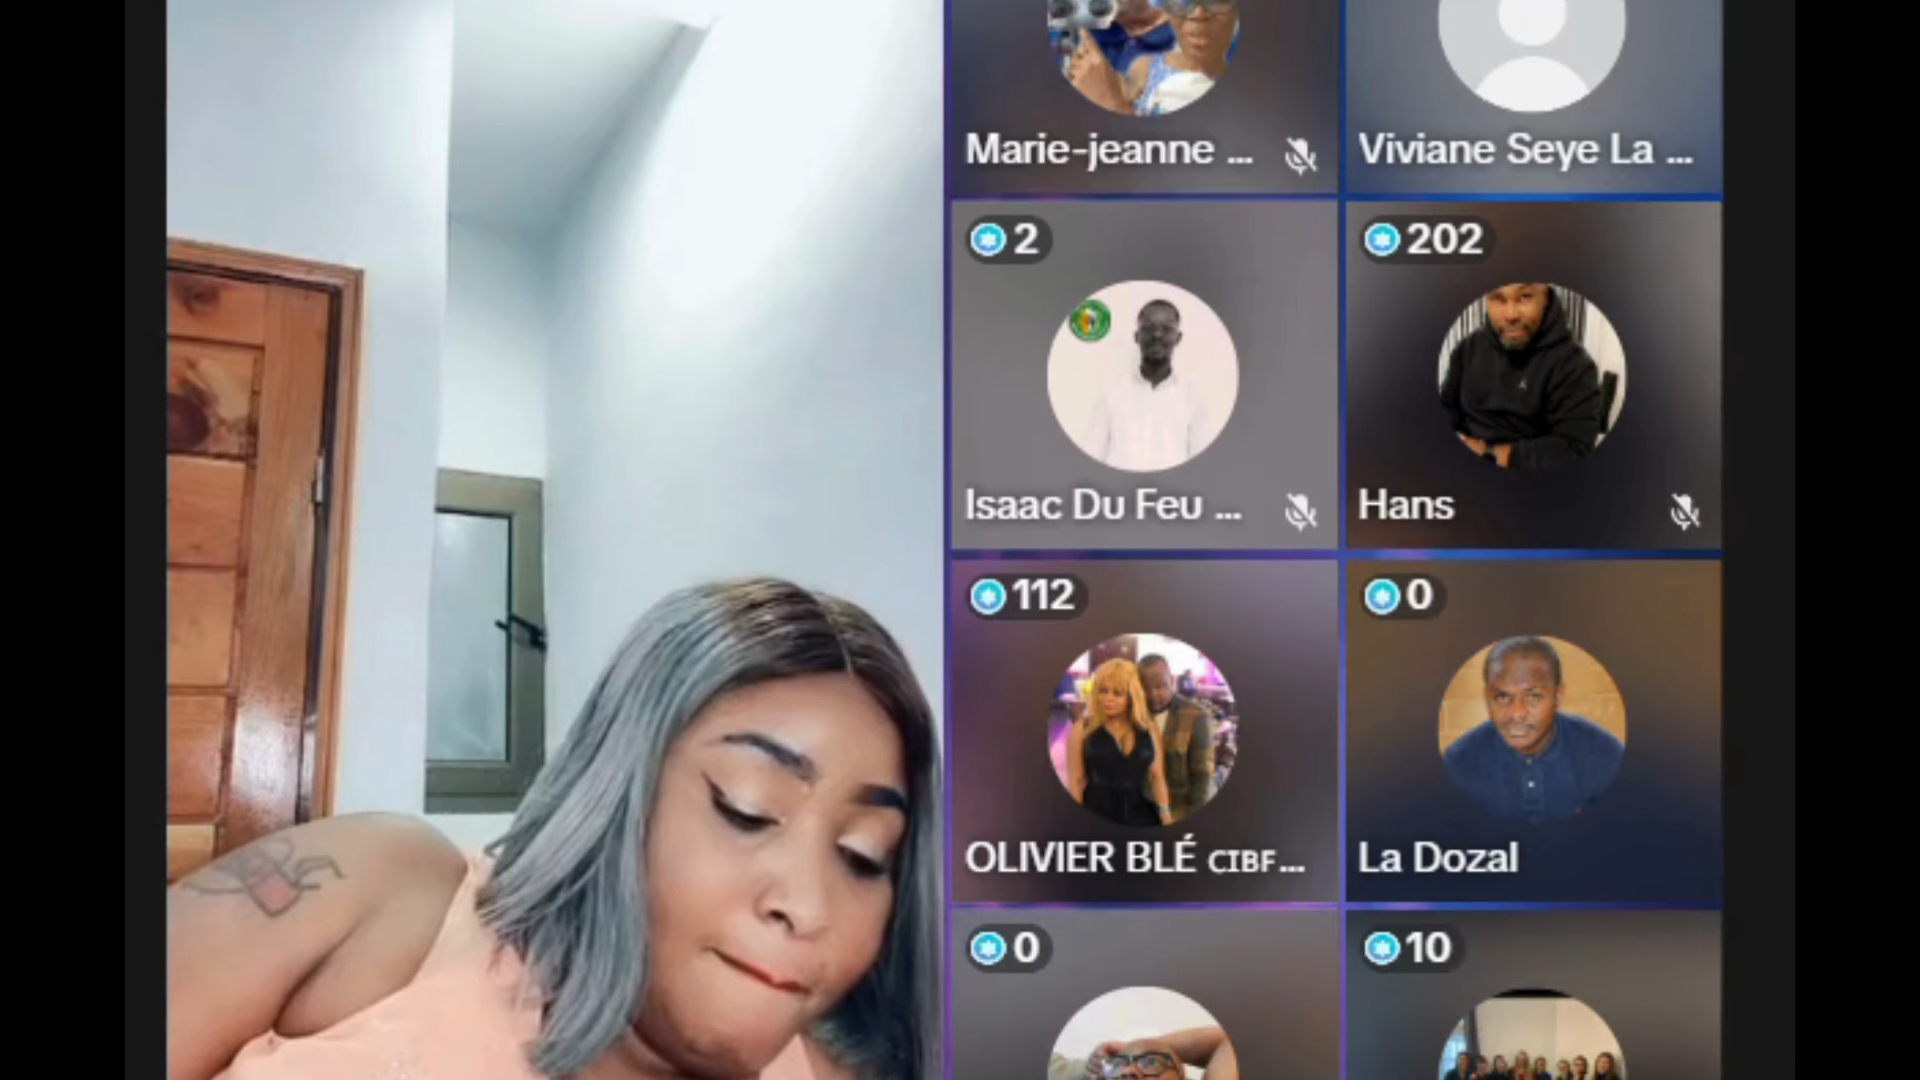 Marie-jeanne ...
Viviane Seye La ...
2
202
Isaac Du Feu ...
Hans
112
0
OLIVIER BLÉ CIBF...
La Dozal
0
10